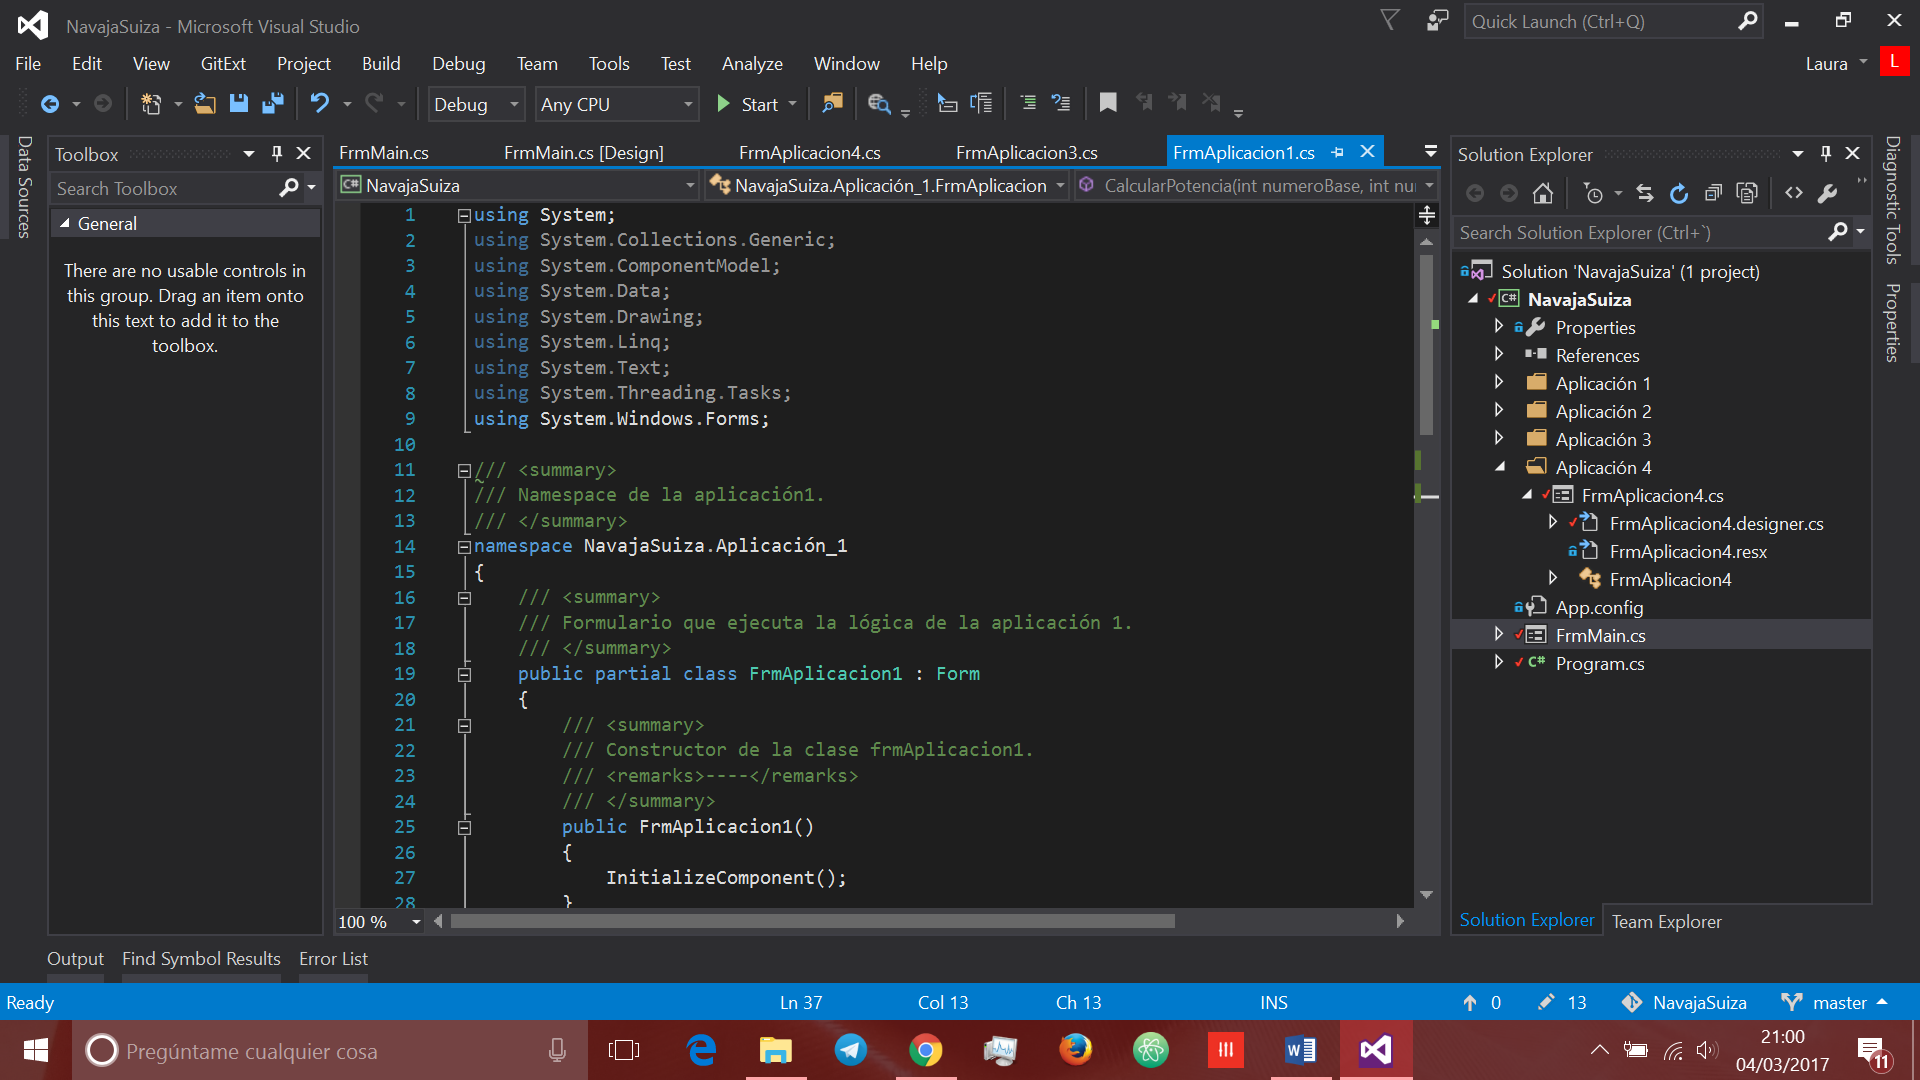 NavajaSuiza - Microsoft Visual Studio
Quick Launch (Ctrl+Q)
File Edit View GitExt Project Build Debug Team Tools Test Analyze Window Help
Laura L
Debug Any CPU Start
Data Sources
Toolbox
Search Toolbox
General
There are no usable controls in
this group. Drag an item onto
this text to add it to the
toolbox.
FrmMain.cs FrmMain.cs [Design] FrmAplicacion4.cs FrmAplicacion3.cs FrmAplicacion1.cs
C# NavajaSuiza NavajaSuiza.Aplicación_1.FrmAplicacion CalcularPotencia(int numeroBase, int nu
1 using System;
2 using System.Collections.Generic;
3 using System.ComponentModel;
4 using System.Data;
5 using System.Drawing;
6 using System.Linq;
7 using System.Text;
8 using System.Threading.Tasks;
9 using System.Windows.Forms;
10
11 /// <summary>
12 /// Namespace de la aplicación1.
13 /// </summary>
14 namespace NavajaSuiza.Aplicación_1
15 {
16 /// <summary>
17 /// Formulario que ejecuta la lógica de la aplicación 1.
18 /// </summary>
19 public partial class FrmAplicacion1 : Form
20 {
21 /// <summary>
22 /// Constructor de la clase frmAplicacion1.
23 /// <remarks>----</remarks>
24 /// </summary>
25 public FrmAplicacion1()
26 {
27 InitializeComponent();
28 }
100 %
Solution Explorer
Search Solution Explorer (Ctrl+`)
Solution 'NavajaSuiza' (1 project)
C# NavajaSuiza
Properties
References
Aplicación 1
Aplicación 2
Aplicación 3
Aplicación 4
FrmAplicacion4.cs
FrmAplicacion4.designer.cs
FrmAplicacion4.resx
FrmAplicacion4
App.config
FrmMain.cs
C# Program.cs
Solution Explorer Team Explorer
Diagnostic Tools
Properties
Output Find Symbol Results Error List
Ready Ln 37 Col 13 Ch 13 INS 0 13 NavajaSuiza master
Pregúntame cualquier cosa
21:00
04/03/2017
11